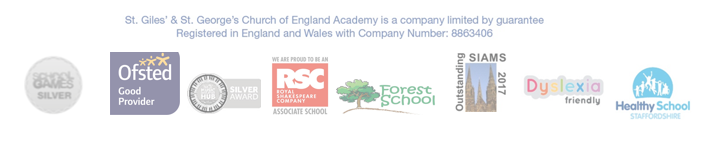 St. Giles' & St. George's Church of England Academy is a company limited by guarantee
Registered in England and Wales with Company Number: 8863406
SCHOOL
GAMES
SILVER
Ofsted
Good
Provider
HUB
SILVER
AWARD
WE ARE PROUD TO BE AN
RSC
ROYAL
SHAKESPEARE
COMPANY
ASSOCIATE SCHOOL
Forest
School
Outstanding
SIAMS
2017
Dyslexia
friendly
Healthy School
STAFFORDSHIRE